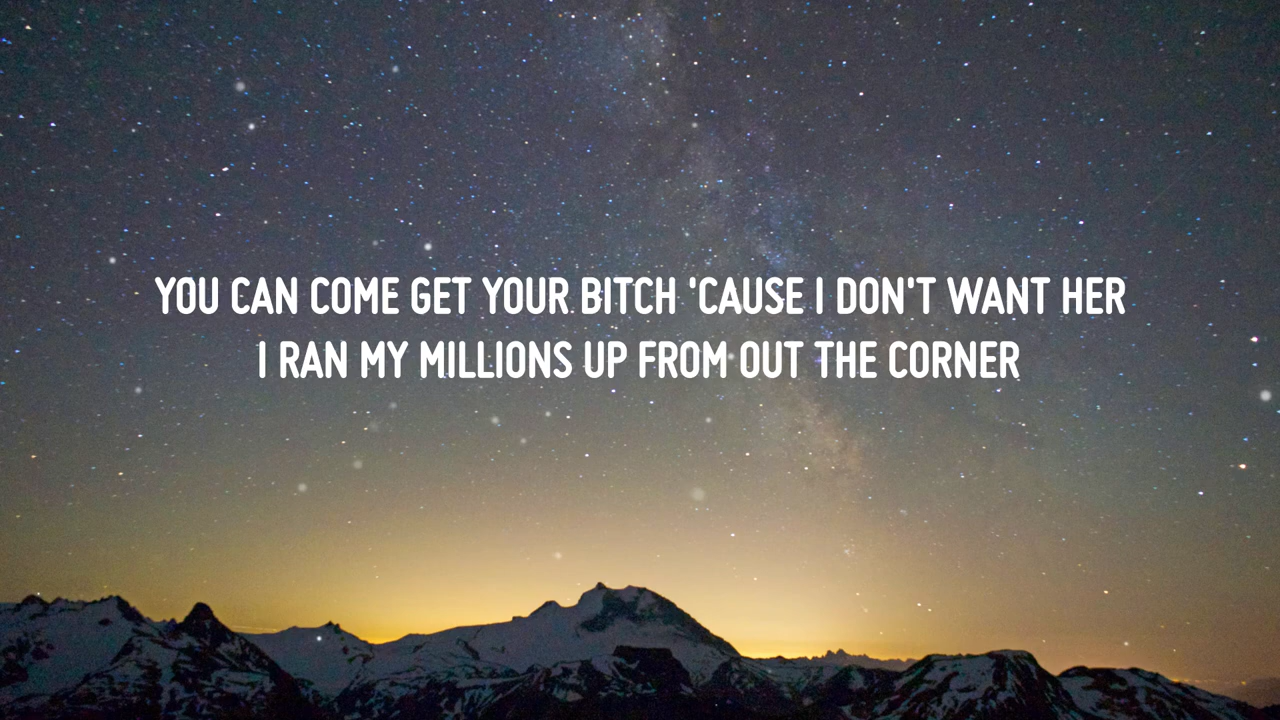 YOU CAN COME GET YOUR BITCH 'CAUSE I DON'T WANT HER
I RAN MY MILLIONS UP FROM OUT THE CORNER